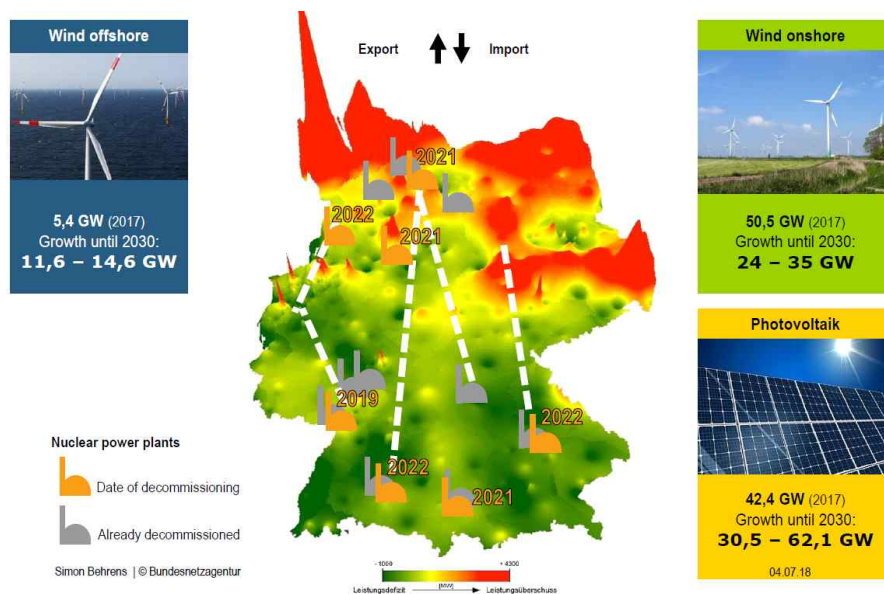 Wind offshore
5,4 GW (2017)
Growth until 2030:
11,6 – 14,6 GW
Export
Import
2021
2022
2021
2019
2022
2022
2021
Nuclear power plants
Date of decommissioning
Already decommissioned
Simon Behrens | © Bundesnetzagentur
- 1000
+ 4300
[MW]
Leistungsdefizit
Leistungsüberschuss
Wind onshore
50,5 GW (2017)
Growth until 2030:
24 – 35 GW
Photovoltaik
42,4 GW (2017)
Growth until 2030:
30,5 – 62,1 GW
04.07.18